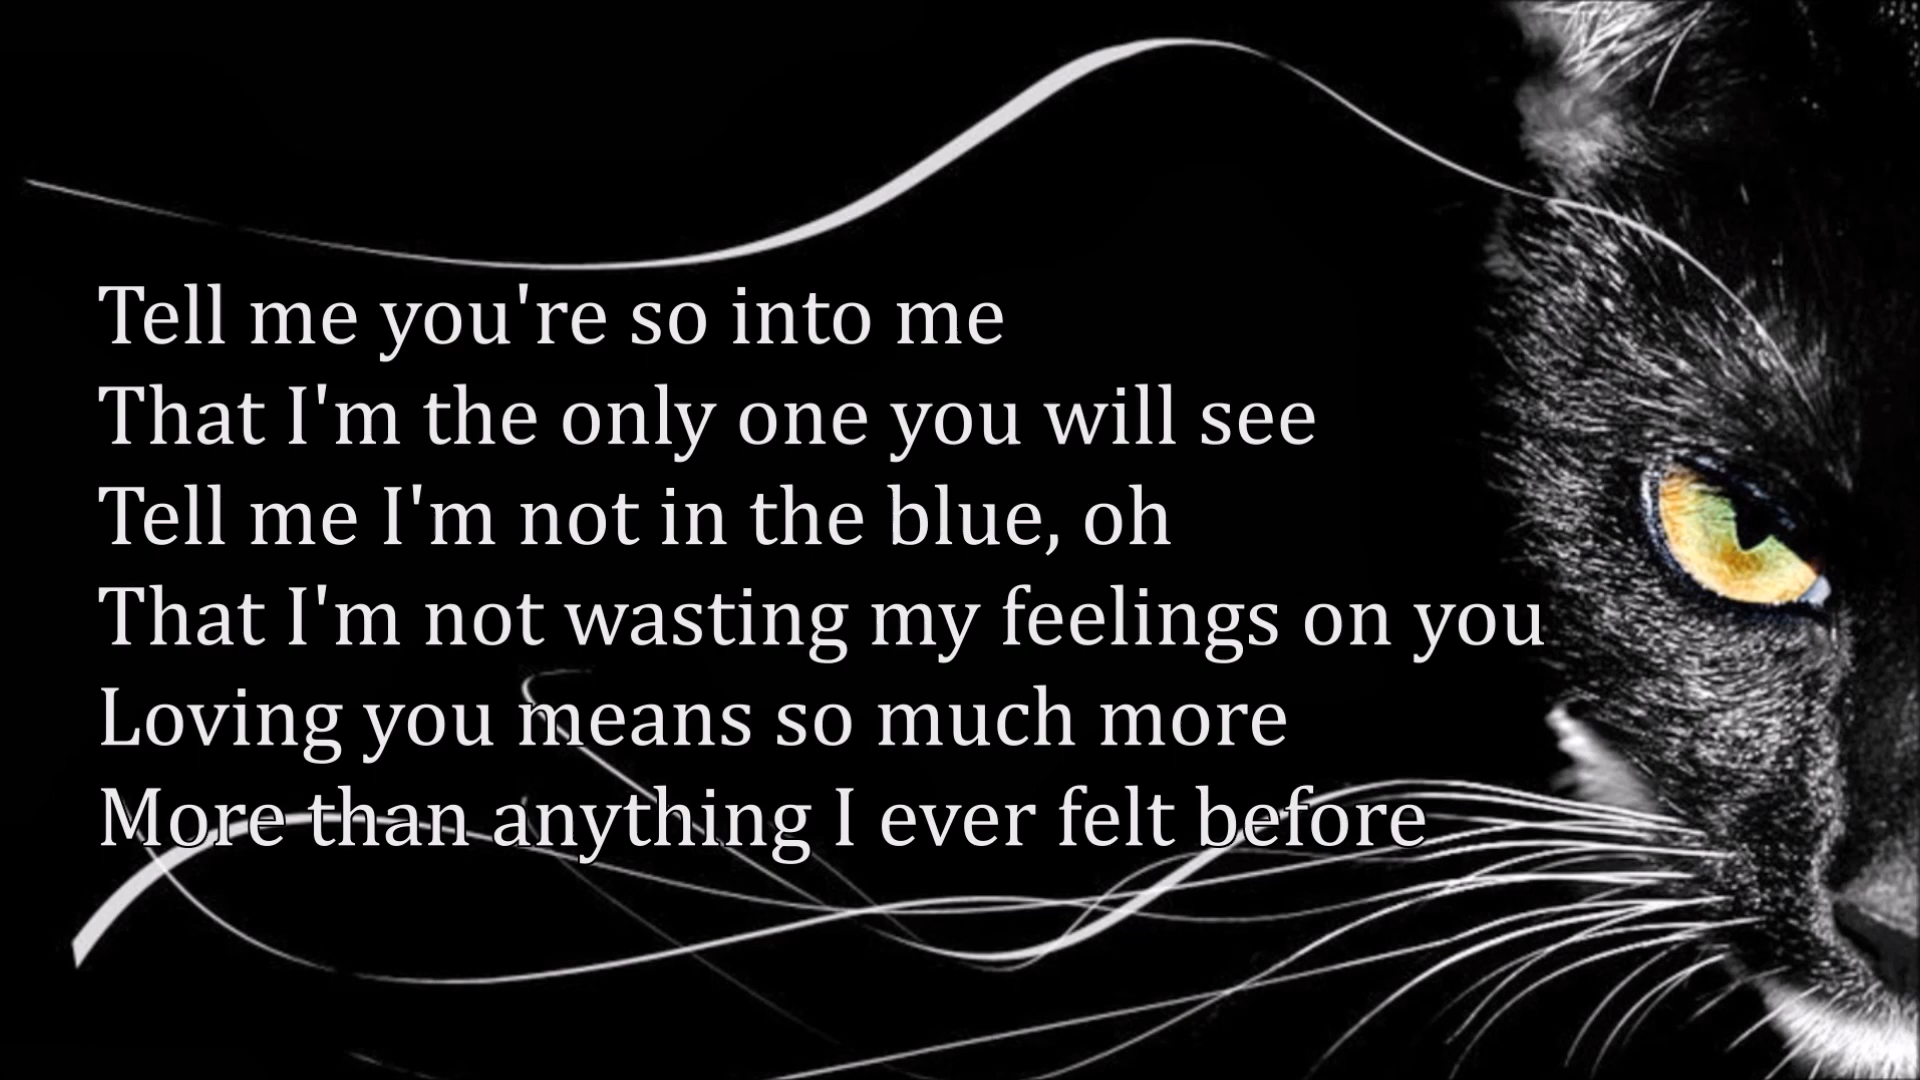 Tell me you're so into me
That I'm the only one you will see
Tell me I'm not in the blue, oh
That I'm not wasting my feelings on you
Loving you means so much more
More than anything I ever felt before